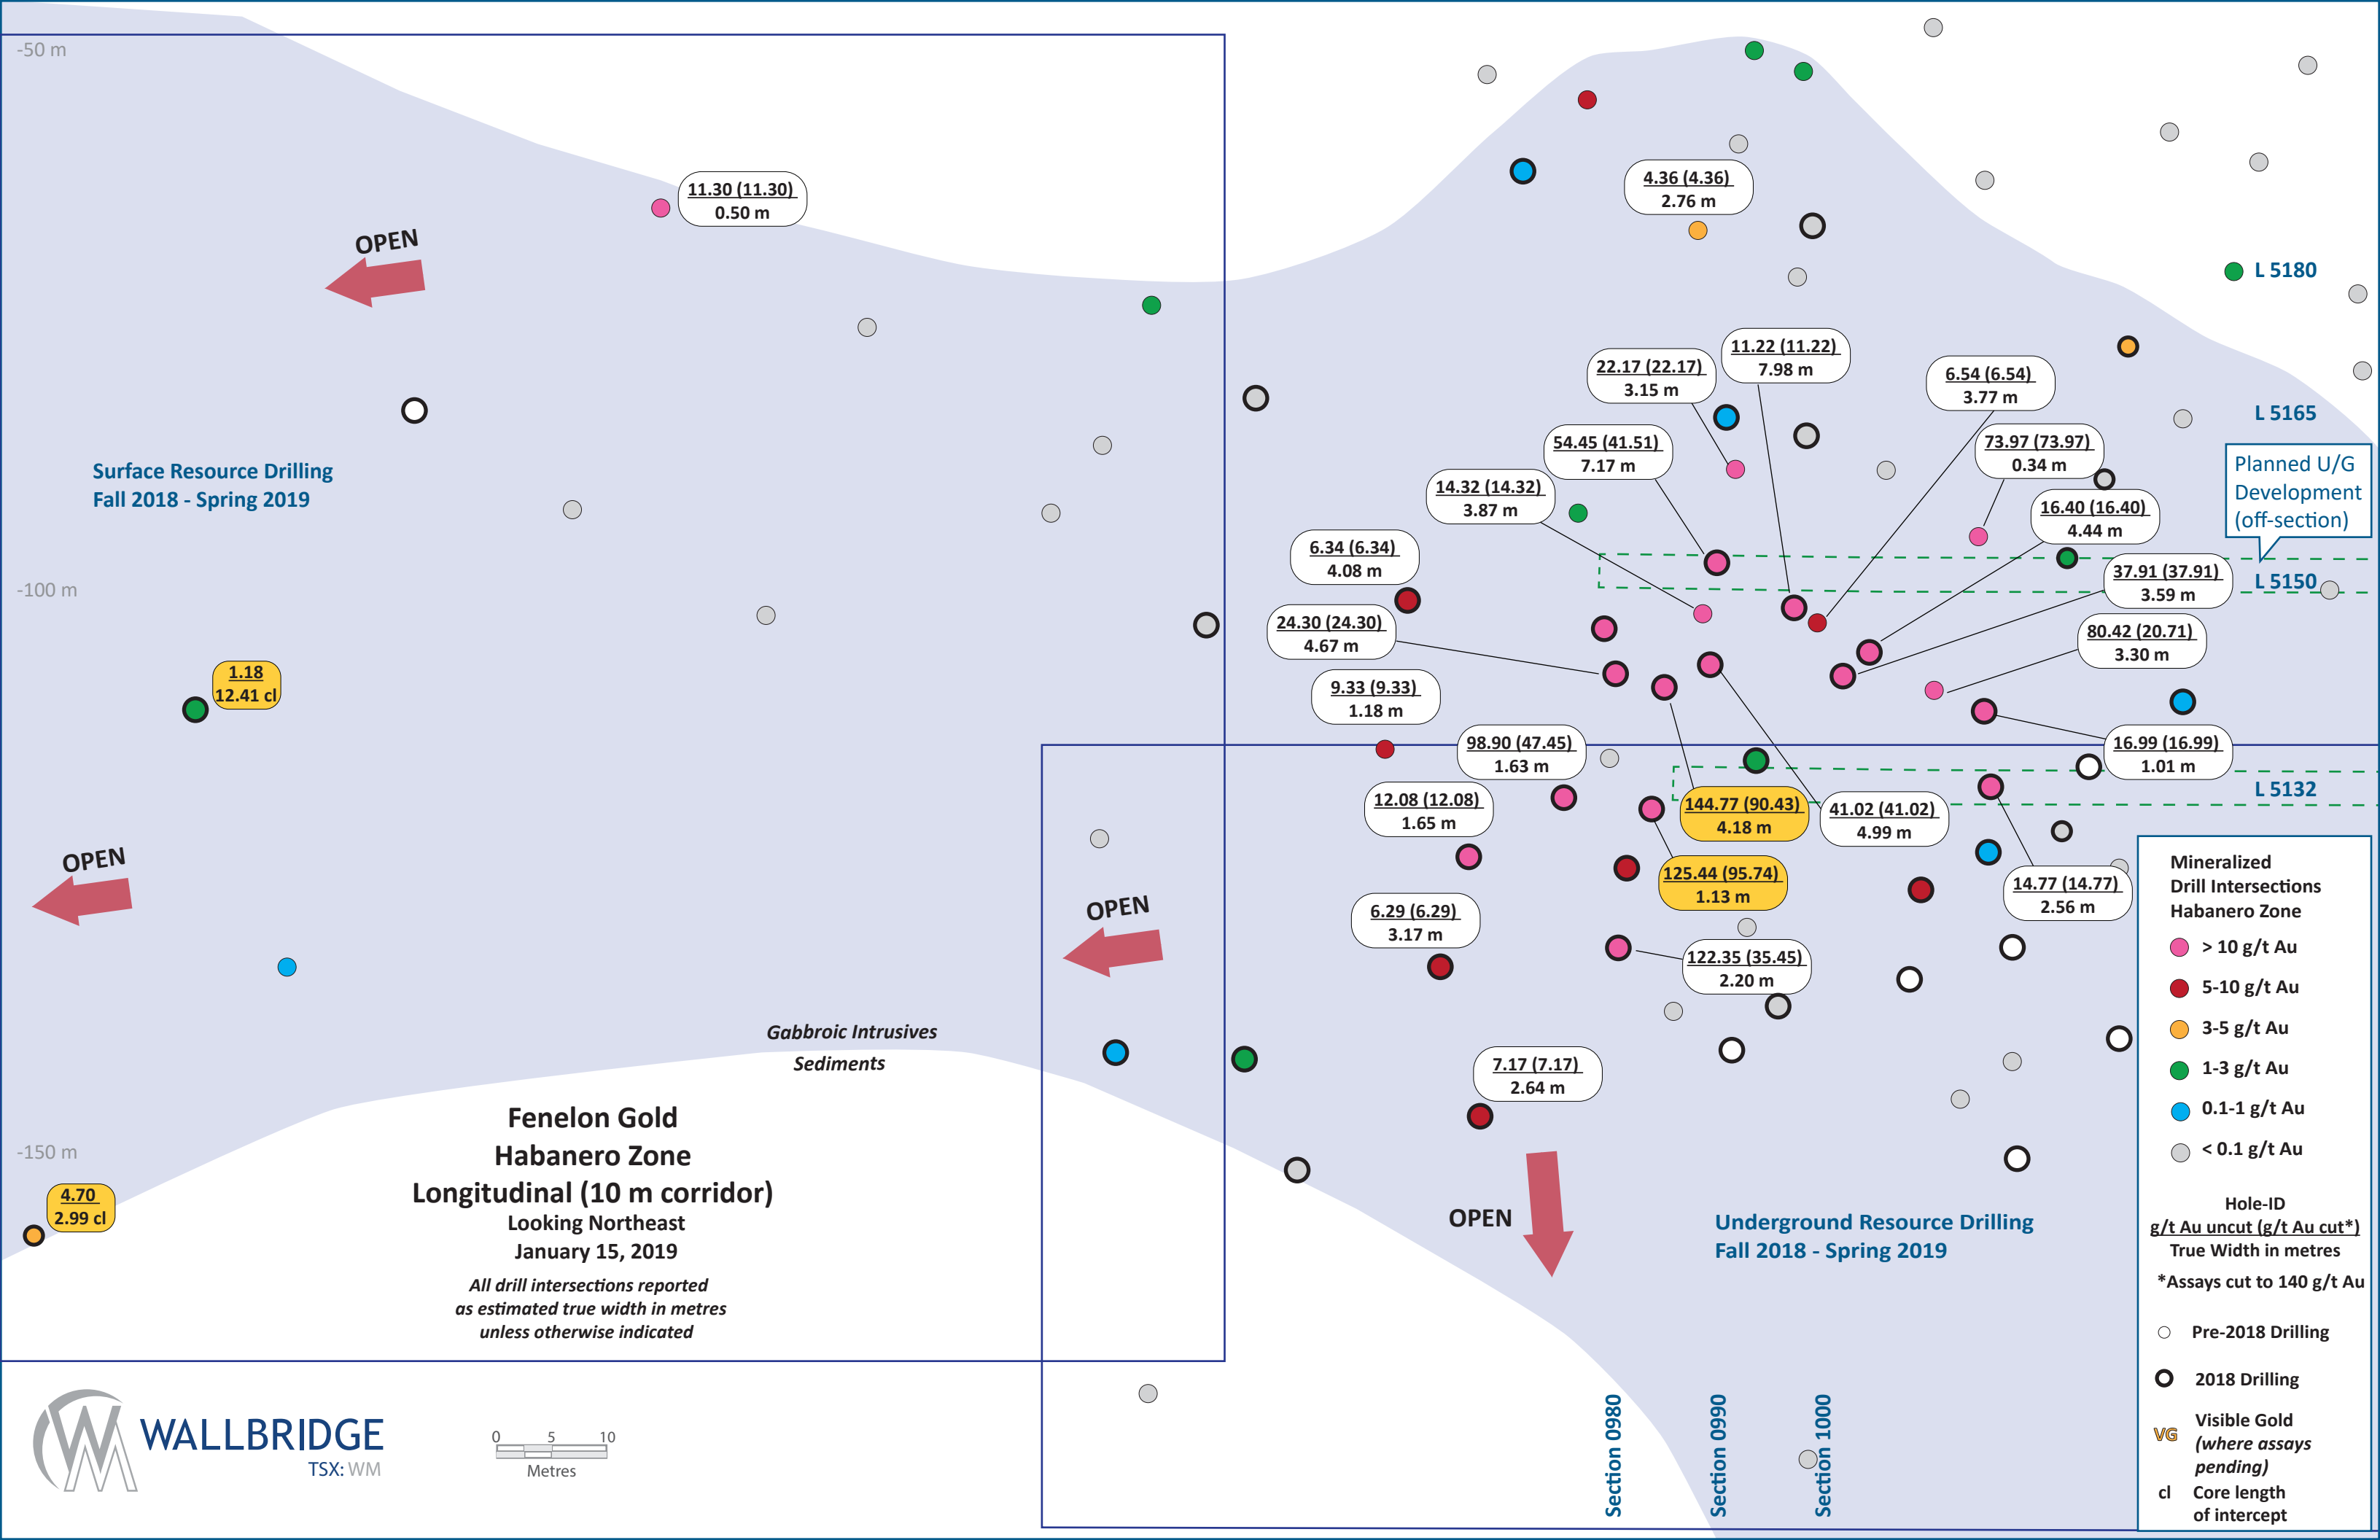 -50 m
11.30 (11.30)
0.50 m
OPEN
4.36 (4.36)
2.76 m
L 5180
22.17 (22.17)
3.15 m
11.22 (11.22)
7.98 m
6.54 (6.54)
3.77 m
L 5165
54.45 (41.51)
7.17 m
73.97 (73.97)
0.34 m
Planned U/G
Development
(off-section)
Surface Resource Drilling
Fall 2018 - Spring 2019
14.32 (14.32)
3.87 m
16.40 (16.40)
4.44 m
6.34 (6.34)
4.08 m
-100 m
37.91 (37.91)
3.59 m
L 5150
24.30 (24.30)
4.67 m
80.42 (20.71)
3.30 m
1.18
12.41 cl
9.33 (9.33)
1.18 m
98.90 (47.45)
1.63 m
16.99 (16.99)
1.01 m
L 5132
12.08 (12.08)
1.65 m
144.77 (90.43)
4.18 m
41.02 (41.02)
4.99 m
OPEN
125.44 (95.74)
1.13 m
14.77 (14.77)
2.56 m
OPEN
6.29 (6.29)
3.17 m
122.35 (35.45)
2.20 m
Gabbroic Intrusives
Sediments
7.17 (7.17)
2.64 m
-150 m
4.70
2.99 cl
OPEN
Underground Resource Drilling
Fall 2018 - Spring 2019
Fenelon Gold
Habanero Zone
Longitudinal (10 m corridor)
Looking Northeast
January 15, 2019
All drill intersections reported
as estimated true width in metres
unless otherwise indicated
Mineralized
Drill Intersections
Habanero Zone
> 10 g/t Au
5-10 g/t Au
3-5 g/t Au
1-3 g/t Au
0.1-1 g/t Au
< 0.1 g/t Au
Hole-ID
g/t Au uncut (g/t Au cut*)
True Width in metres
*Assays cut to 140 g/t Au
Pre-2018 Drilling
2018 Drilling
VG Visible Gold
(where assays
pending)
cl Core length
of intercept
WALLBRIDGE
TSX: WM
0 5 10
Metres
Section 0980
Section 0990
Section 1000